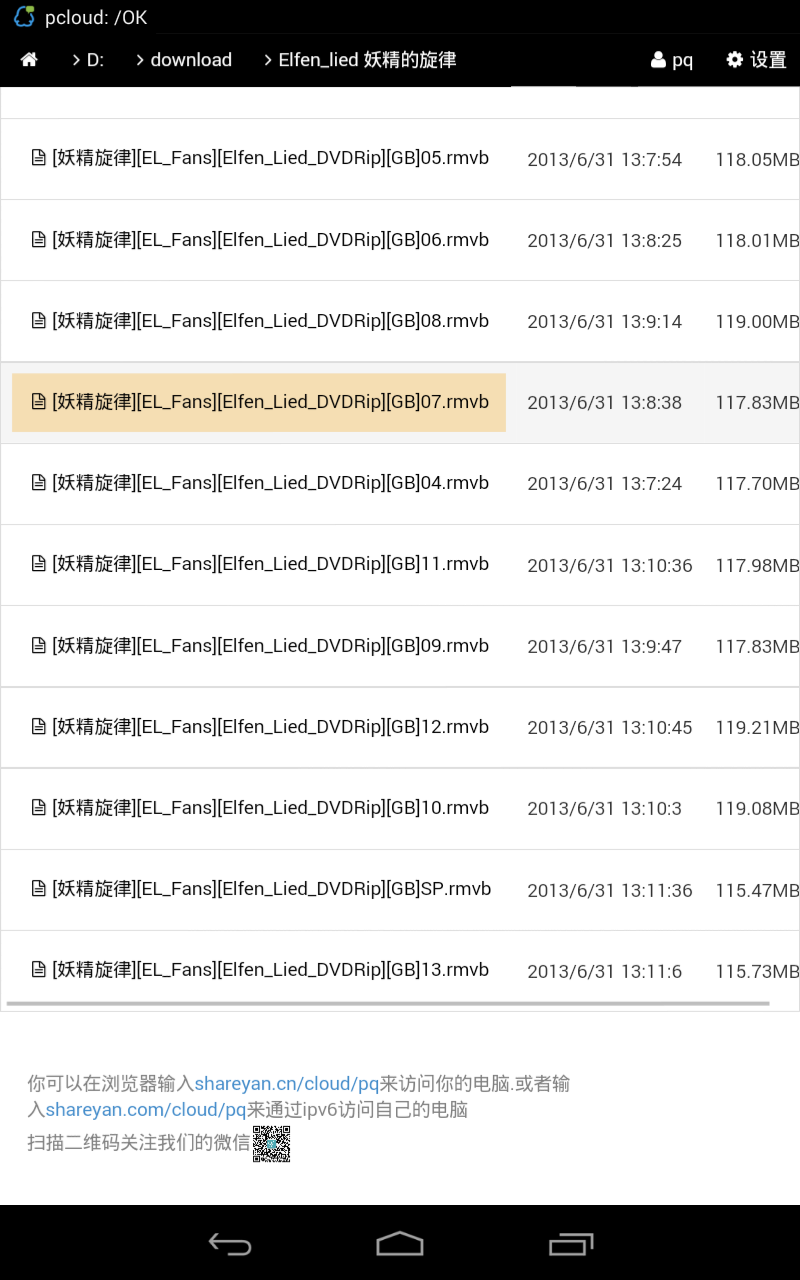 pcloud: /OK
D: download Elfen_lied 妖精的旋律 pq 设置
[妖精旋律][EL_Fans][Elfen_Lied_DVDRip][GB]05.rmvb 2013/6/31 13:7:54 118.05MB
[妖精旋律][EL_Fans][Elfen_Lied_DVDRip][GB]06.rmvb 2013/6/31 13:8:25 118.01MB
[妖精旋律][EL_Fans][Elfen_Lied_DVDRip][GB]08.rmvb 2013/6/31 13:9:14 119.00MB
[妖精旋律][EL_Fans][Elfen_Lied_DVDRip][GB]07.rmvb 2013/6/31 13:8:38 117.83MB
[妖精旋律][EL_Fans][Elfen_Lied_DVDRip][GB]04.rmvb 2013/6/31 13:7:24 117.70MB
[妖精旋律][EL_Fans][Elfen_Lied_DVDRip][GB]11.rmvb 2013/6/31 13:10:36 117.98MB
[妖精旋律][EL_Fans][Elfen_Lied_DVDRip][GB]09.rmvb 2013/6/31 13:9:47 117.83MB
[妖精旋律][EL_Fans][Elfen_Lied_DVDRip][GB]12.rmvb 2013/6/31 13:10:45 119.21MB
[妖精旋律][EL_Fans][Elfen_Lied_DVDRip][GB]10.rmvb 2013/6/31 13:10:3 119.08MB
[妖精旋律][EL_Fans][Elfen_Lied_DVDRip][GB]SP.rmvb 2013/6/31 13:11:36 115.47MB
[妖精旋律][EL_Fans][Elfen_Lied_DVDRip][GB]13.rmvb 2013/6/31 13:11:6 115.73MB
你可以在浏览器输入shareyan.cn/cloud/pq来访问你的电脑.或者输
入shareyan.com/cloud/pq来通过ipv6访问自己的电脑
扫描二维码关注我们的微信